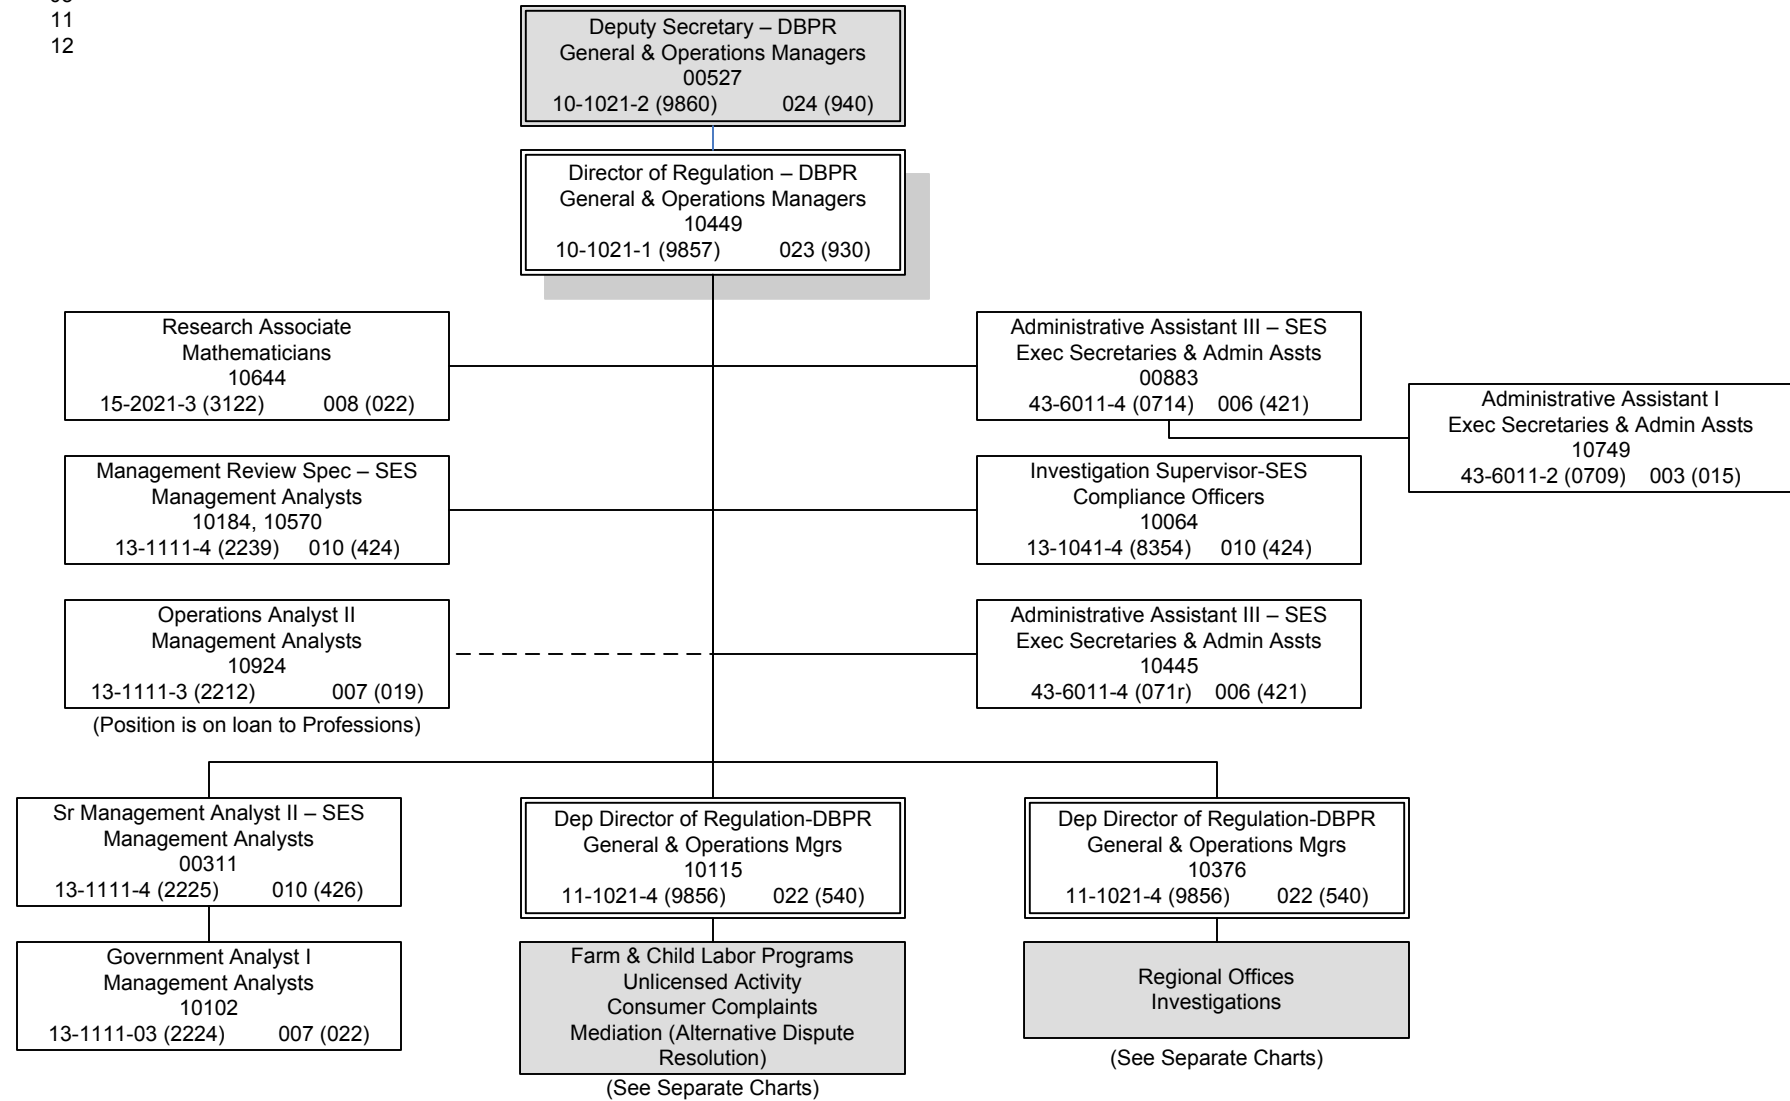 11
12
Deputy Secretary – DBPR
General & Operations Managers
00527
10-1021-2 (9860) 024 (940)
Director of Regulation – DBPR
General & Operations Managers
10449
10-1021-1 (9857) 023 (930)
Research Associate
Mathematicians
10644
15-2021-3 (3122) 008 (022)
Administrative Assistant III – SES
Exec Secretaries & Admin Assts
00883
43-6011-4 (0714) 006 (421)
Administrative Assistant I
Exec Secretaries & Admin Assts
10749
43-6011-2 (0709) 003 (015)
Management Review Spec – SES
Management Analysts
10184, 10570
13-1111-4 (2239) 010 (424)
Investigation Supervisor-SES
Compliance Officers
10064
13-1041-4 (8354) 010 (424)
Operations Analyst II
Management Analysts
10924
13-1111-3 (2212) 007 (019)
(Position is on loan to Professions)
Administrative Assistant III – SES
Exec Secretaries & Admin Assts
10445
43-6011-4 (071r) 006 (421)
Sr Management Analyst II – SES
Management Analysts
00311
13-1111-4 (2225) 010 (426)
Government Analyst I
Management Analysts
10102
13-1111-03 (2224) 007 (022)
Dep Director of Regulation-DBPR
General & Operations Mgrs
10115
11-1021-4 (9856) 022 (540)
Farm & Child Labor Programs
Unlicensed Activity
Consumer Complaints
Mediation (Alternative Dispute
Resolution)
(See Separate Charts)
Dep Director of Regulation-DBPR
General & Operations Mgrs
10376
11-1021-4 (9856) 022 (540)
Regional Offices
Investigations
(See Separate Charts)